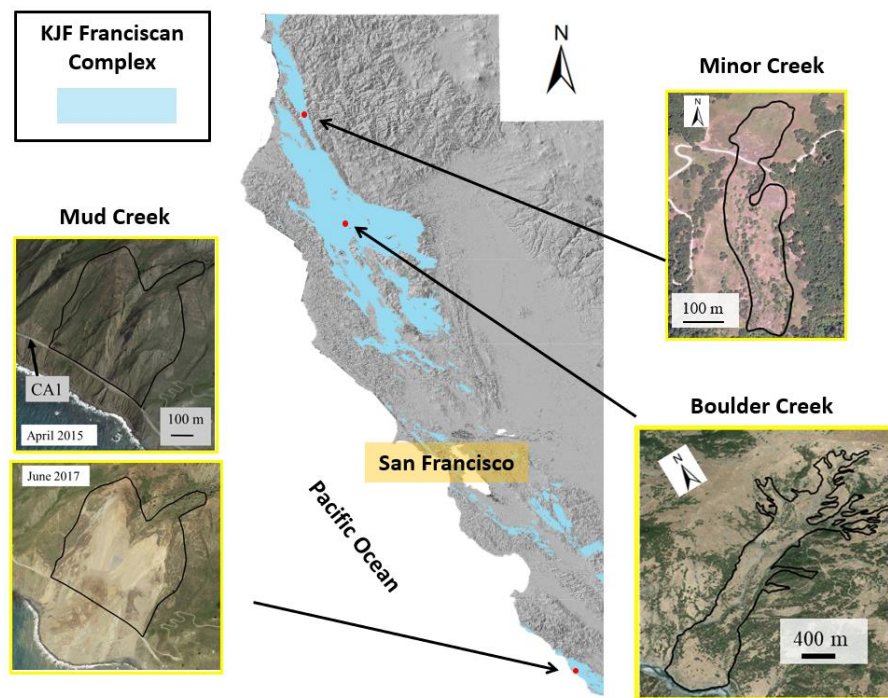 KJF Franciscan
Complex
N
Minor Creek
N
100 m
Mud Creek
CA1
100 m
April 2015
June 2017
San Francisco
Pacific Ocean
Boulder Creek
N
400 m